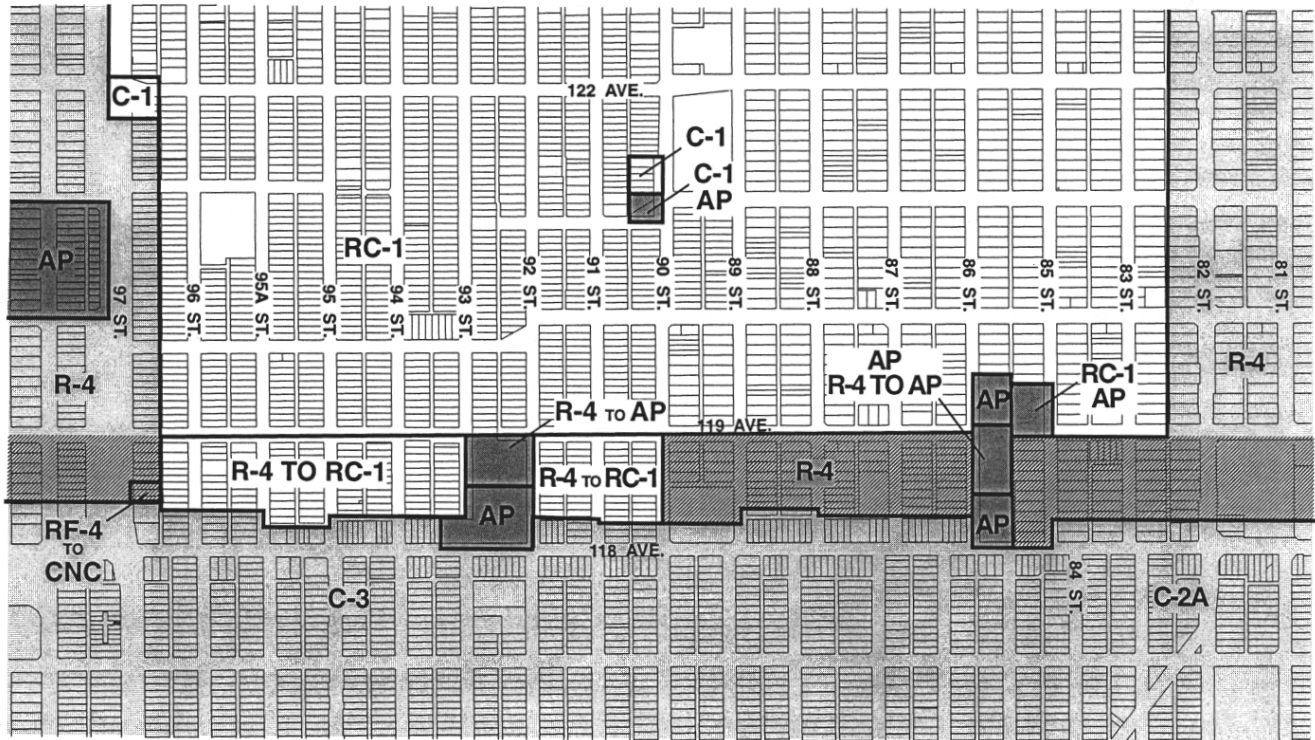 122 AVE.
C-1
C-1
C-1
AP
RC-1
AP
97 ST.
96 ST.
95A ST.
95 ST.
94 ST.
93 ST.
92 ST.
91 ST.
90 ST.
89 ST.
88 ST.
87 ST.
86 ST.
85 ST.
83 ST.
82 ST.
81 ST.
R-4
AP
R-4 TO AP
R-4
RC-1
AP
AP
R-4 TO AP
119 AVE.
R-4 TO RC-1
R-4 TO RC-1
R-4
AP
AP
RF-4
TO
CNC
118 AVE.
84 ST.
C-3
C-2A